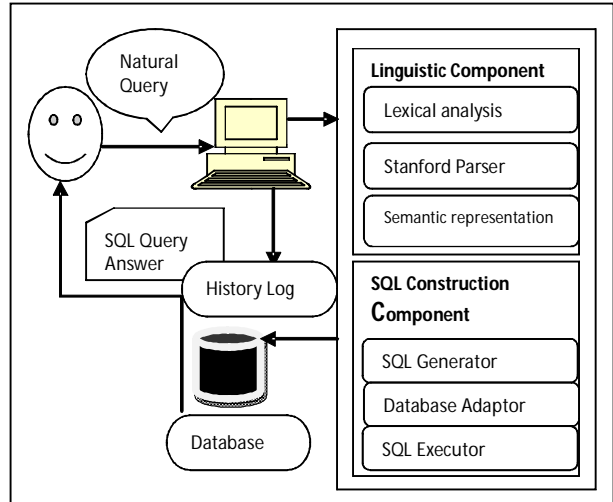 Natural
Query
Linguistic Component
Lexical analysis
Stanford Parser
Semantic representation
SQL Query
Answer
History Log
SQL Construction
Component
SQL Generator
Database Adaptor
SQL Executor
Database